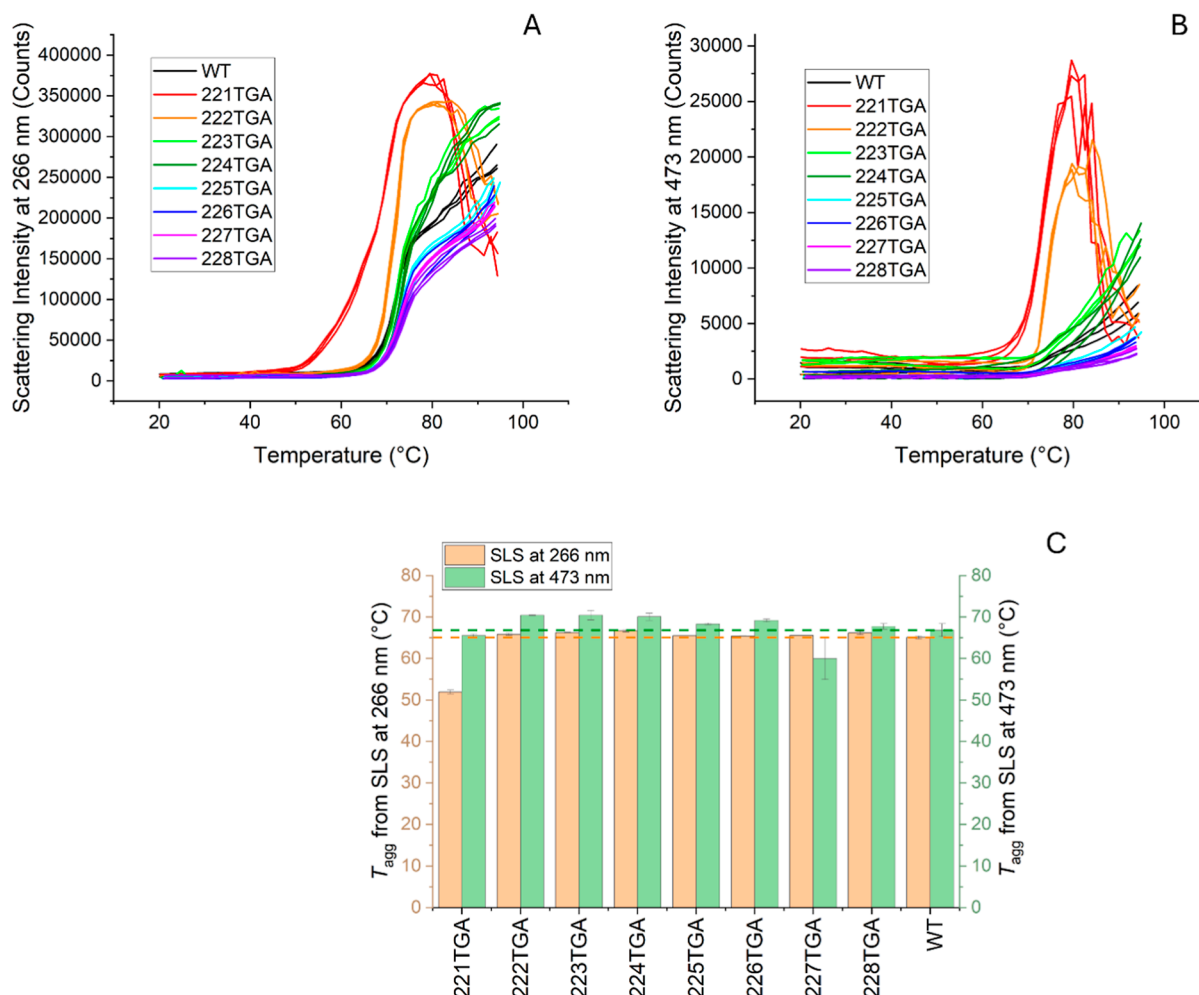 A
Scattering Intensity at 266 nm (Counts)
400000
350000
300000
250000
200000
150000
100000
50000
0
WT
221TGA
222TGA
223TGA
224TGA
225TGA
226TGA
227TGA
228TGA
20 40 60 80 100
Temperature (°C)
B
Scattering Intensity at 473 nm (Counts)
30000
25000
20000
15000
10000
5000
0
WT
221TGA
222TGA
223TGA
224TGA
225TGA
226TGA
227TGA
228TGA
20 40 60 80 100
Temperature (°C)
C
SLS at 266 nm
SLS at 473 nm
Tagg from SLS at 266 nm (°C)
80
70
60
50
40
30
20
10
0
80
70
60
50
40
30
20
10
0
Tagg from SLS at 473 nm (°C)
221TGA
222TGA
223TGA
224TGA
225TGA
226TGA
227TGA
228TGA
WT